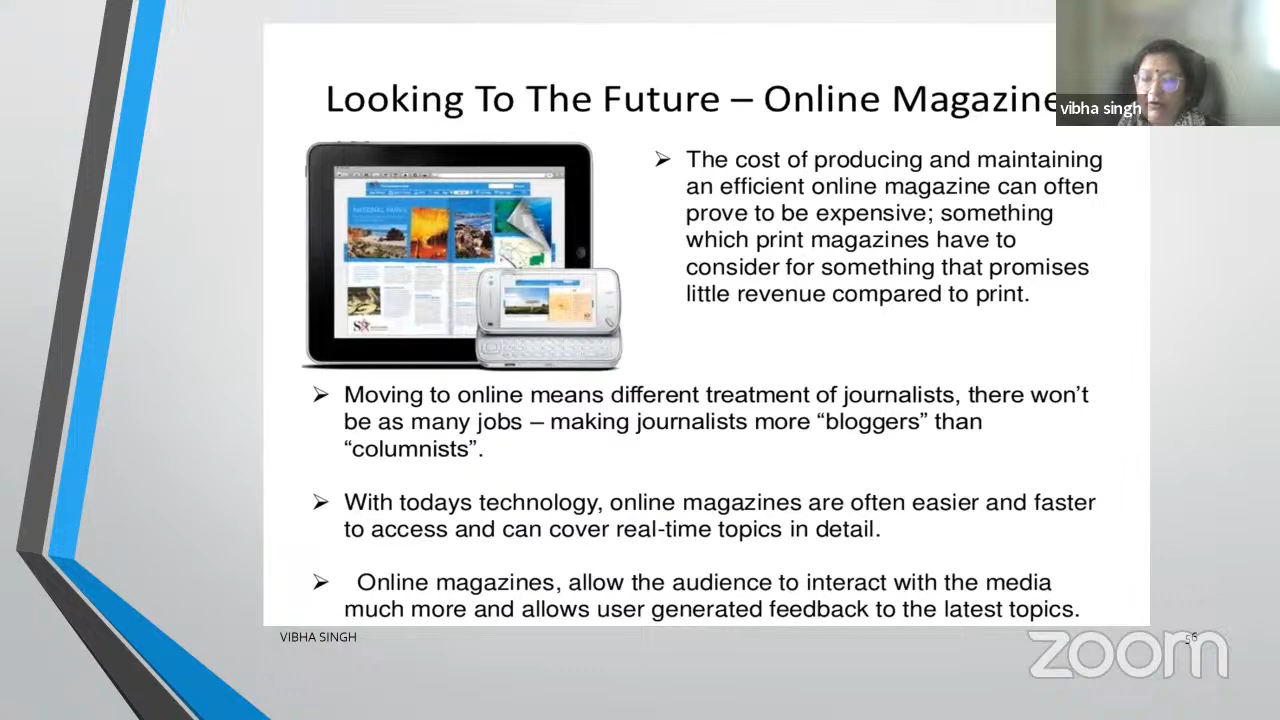 Looking To The Future – Online Magazine
vibha singh
NATIONAL PARKS
➢ The cost of producing and maintaining
an efficient online magazine can often
prove to be expensive; something
which print magazines have to
consider for something that promises
little revenue compared to print.
➢ Moving to online means different treatment of journalists, there won't
be as many jobs – making journalists more “bloggers” than
“columnists”.
➢ With todays technology, online magazines are often easier and faster
to access and can cover real-time topics in detail.
➢ Online magazines, allow the audience to interact with the media
much more and allows user generated feedback to the latest topics.
VIBHA SINGH
zoom